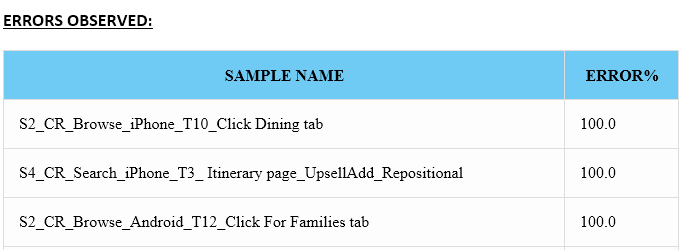 ERRORS OBSERVED:
SAMPLE NAME ERROR%
S2_CR_Browse_iPhone_T10_Click Dining tab 100.0
S4_CR_Search_iPhone_T3_ Itinerary page_UpsellAdd_Repositional 100.0
S2_CR_Browse_Android_T12_Click For Families tab 100.0